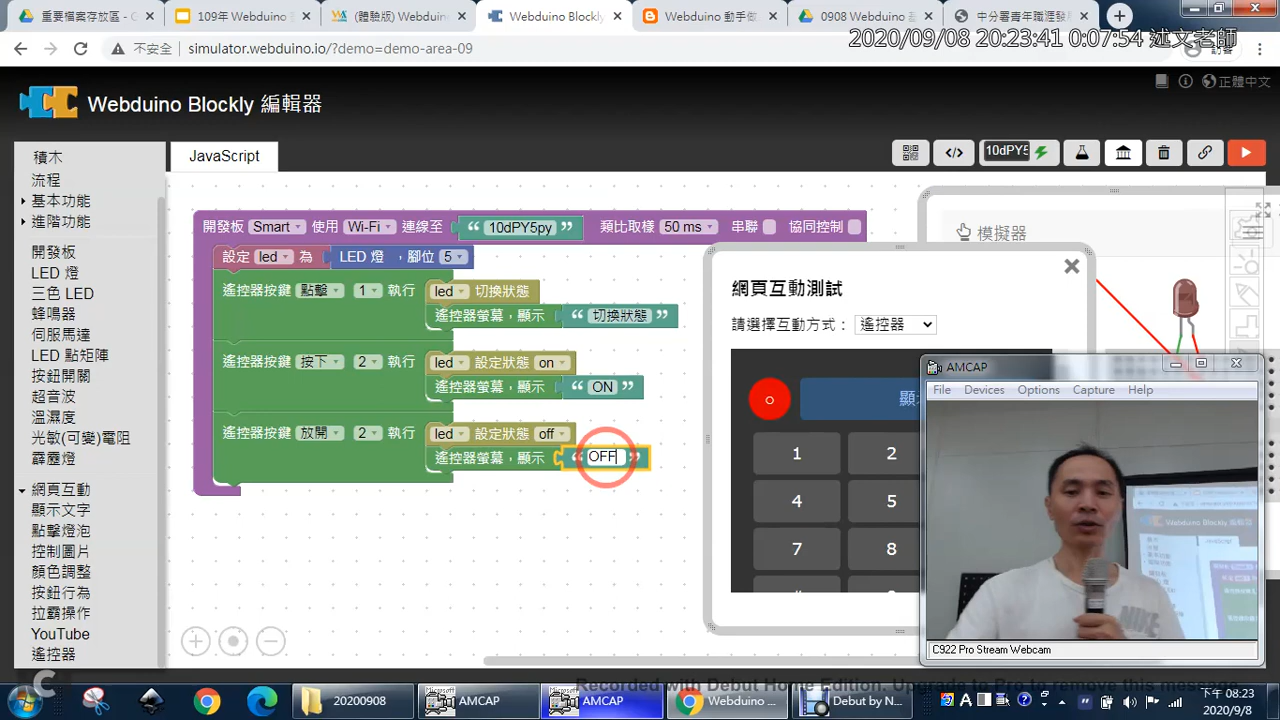 重要檔案存放區 - G
109年 Webduino 
(體驗版) Webduin
Webduino Blockly
Webduino 動手做
0908 Webduino 
中分署青年職涯發
2020/09/08 20:23:41 0:07:54 述文老師
不安全 simulator.webduino.io/?demo=demo-area-09
訪客
Webduino Blockly 編輯器
正體中文
積木
JavaScript
10dPY5
流程
基本功能
進階功能
開發板
LED 燈
三色 LED
蜂鳴器
伺服馬達
LED 點矩陣
按鈕開關
超音波
溫濕度
光敏(可變)電阻
霹靂燈
網頁互動
顯示文字
點擊燈泡
控制圖片
顏色調整
按鈕行為
拉霸操作
YouTube
遙控器
開發板 Smart 使用 Wi-Fi 連線至 “ 10dPY5py ” 類比取樣 50 ms 串聯 協同控制
設定 led 為 LED 燈 ，腳位 5
遙控器按鍵 點擊 1 執行 led 切換狀態
遙控器螢幕，顯示 “ 切換狀態 ”
遙控器按鍵 按下 2 執行 led 設定狀態 on
遙控器螢幕，顯示 “ ON ”
遙控器按鍵 放開 2 執行 led 設定狀態 off
遙控器螢幕，顯示 “ OFF ”
模擬器
網頁互動測試
請選擇互動方式： 遙控器
顯
1 2
4 5
7 8
AMCAP
File Devices Options Capture Help
C922 Pro Stream Webcam
Recorded with Debut Home Edition. Upgrade to Pro to remove this message
20200908
AMCAP
AMCAP
Webduino ...
Debut by N...
下午 08:23
2020/9/8